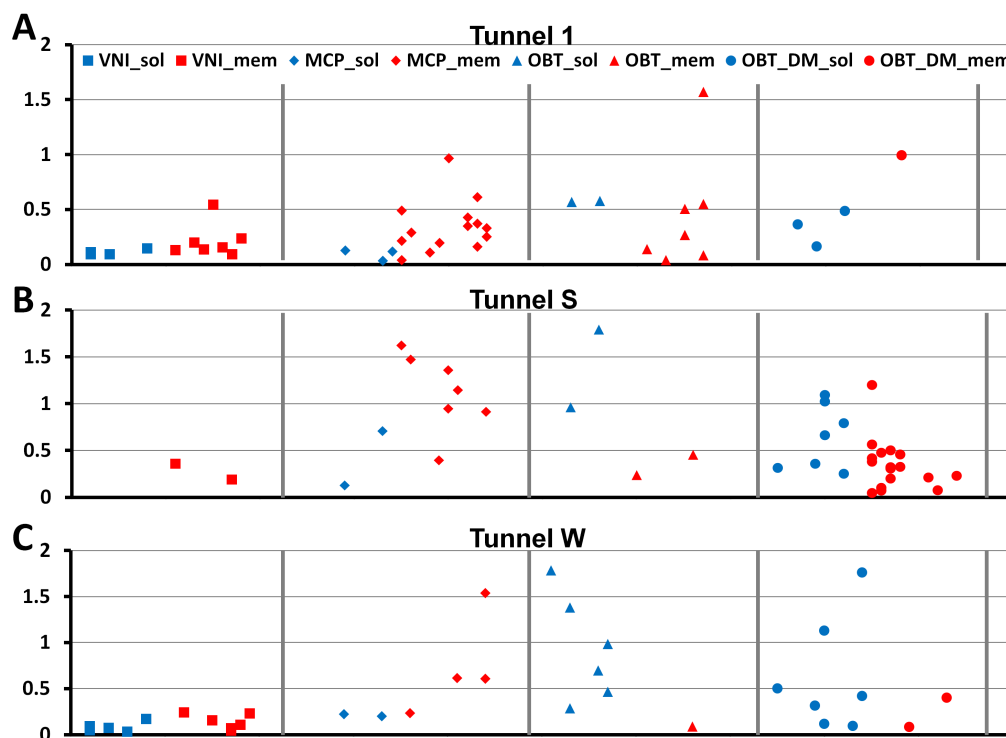 A
Tunnel 1
2
VNI_sol VNI_mem MCP_sol MCP_mem OBT_sol OBT_mem OBT_DM_sol OBT_DM_mem
1.5
1
0.5
0
B
Tunnel S
2
1.5
1
0.5
0
C
Tunnel W
2
1.5
1
0.5
0